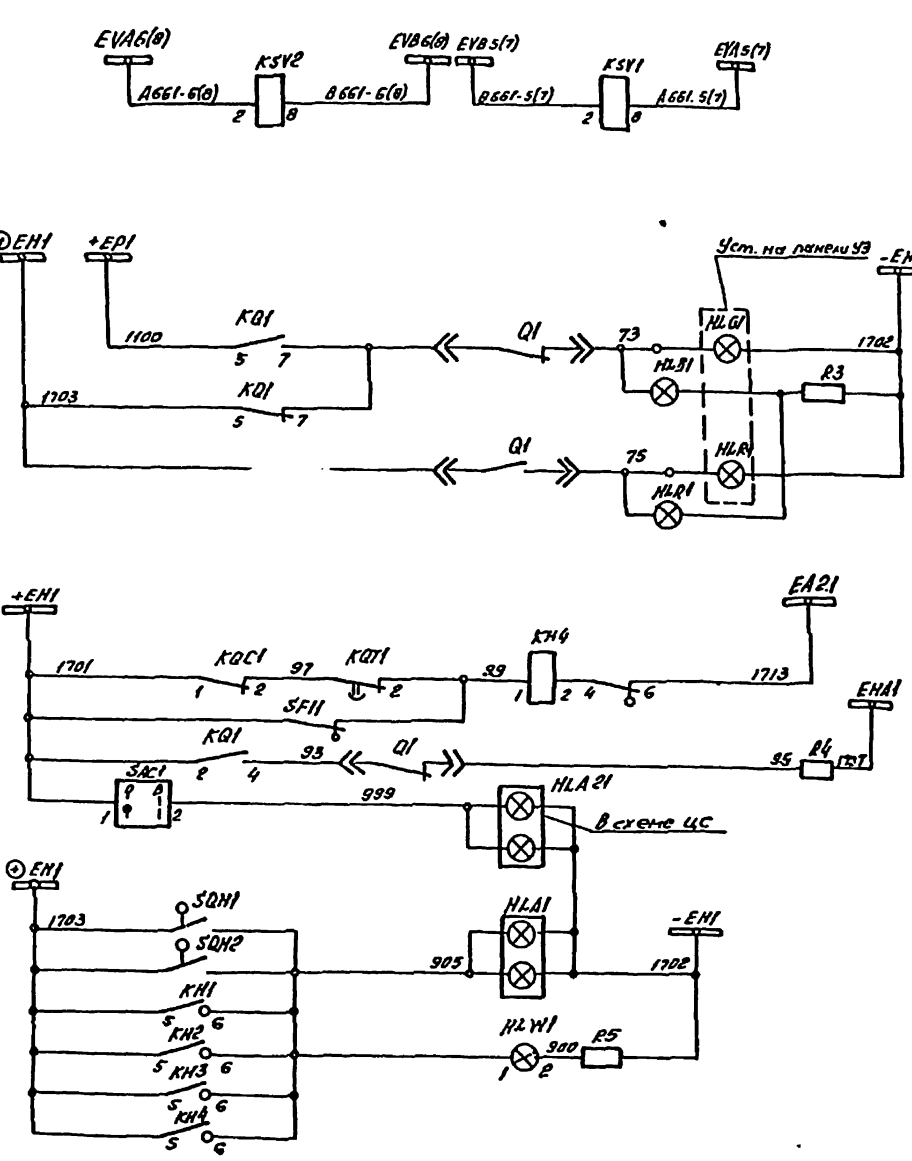 EVA6(8)
KSV2
EVB6(8)
EVB5(7)
KSV1
EVA5(7)
A661-6(8)
2
8
B661-6(8)
B661-5(7)
2
8
A661.5(7)
EH1
+EP1
Уст. на панели УЭ
-EH
KQ1
Q1
73
HLG1
1702
1100
5
7
R3
KQ1
1703
5
7
Q1
75
HLR1
HLR1
+EH1
EA2.1
1701
KQC1
97
KQT1
99
KH4
1713
1
2
2
1
2
4
6
SF11
EHA1
KQ1
93
Q1
95
R4
2
4
SAC1
999
HLA21
1
2
В схеме ЦС
+ EH1
SQH1
1703
HLA1
-EH1
SQH2
905
1702
KH1
5
6
HLW1
R5
KH2
900
5
6
1
2
KH3
5
6
KH4
5
6